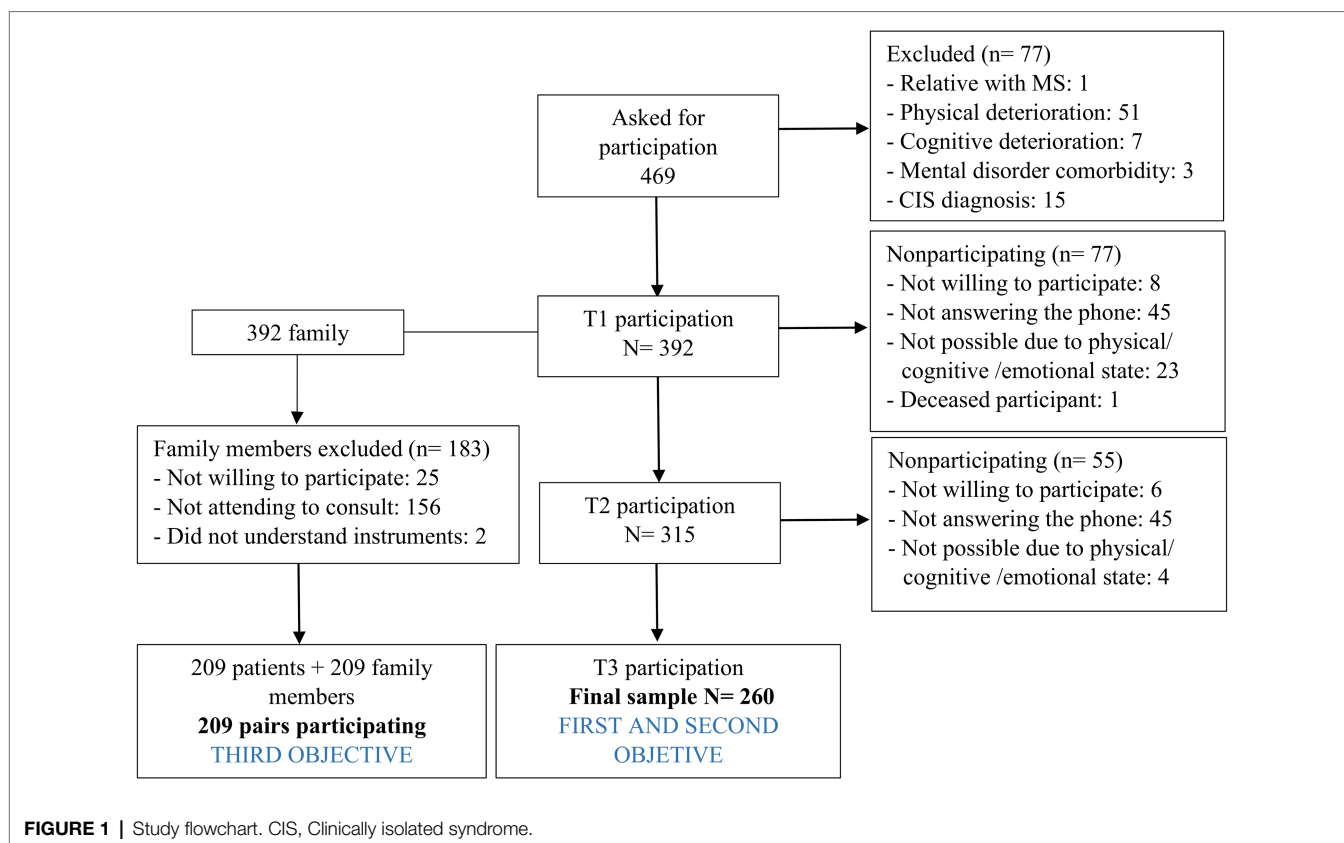 Asked for
participation
469
Excluded (n= 77)
- Relative with MS: 1
- Physical deterioration: 51
- Cognitive deterioration: 7
- Mental disorder comorbidity: 3
- CIS diagnosis: 15
T1 participation
N= 392
Nonparticipating (n= 77)
- Not willing to participate: 8
- Not answering the phone: 45
- Not possible due to physical/
cognitive /emotional state: 23
- Deceased participant: 1
392 family
Family members excluded (n= 183)
- Not willing to participate: 25
- Not attending to consult: 156
- Did not understand instruments: 2
T2 participation
N= 315
Nonparticipating (n= 55)
- Not willing to participate: 6
- Not answering the phone: 45
- Not possible due to physical/
cognitive /emotional state: 4
209 patients + 209 family
members
209 pairs participating
THIRD OBJECTIVE
T3 participation
Final sample N= 260
FIRST AND SECOND
OBJETIVE
FIGURE 1 | Study flowchart. CIS, Clinically isolated syndrome.